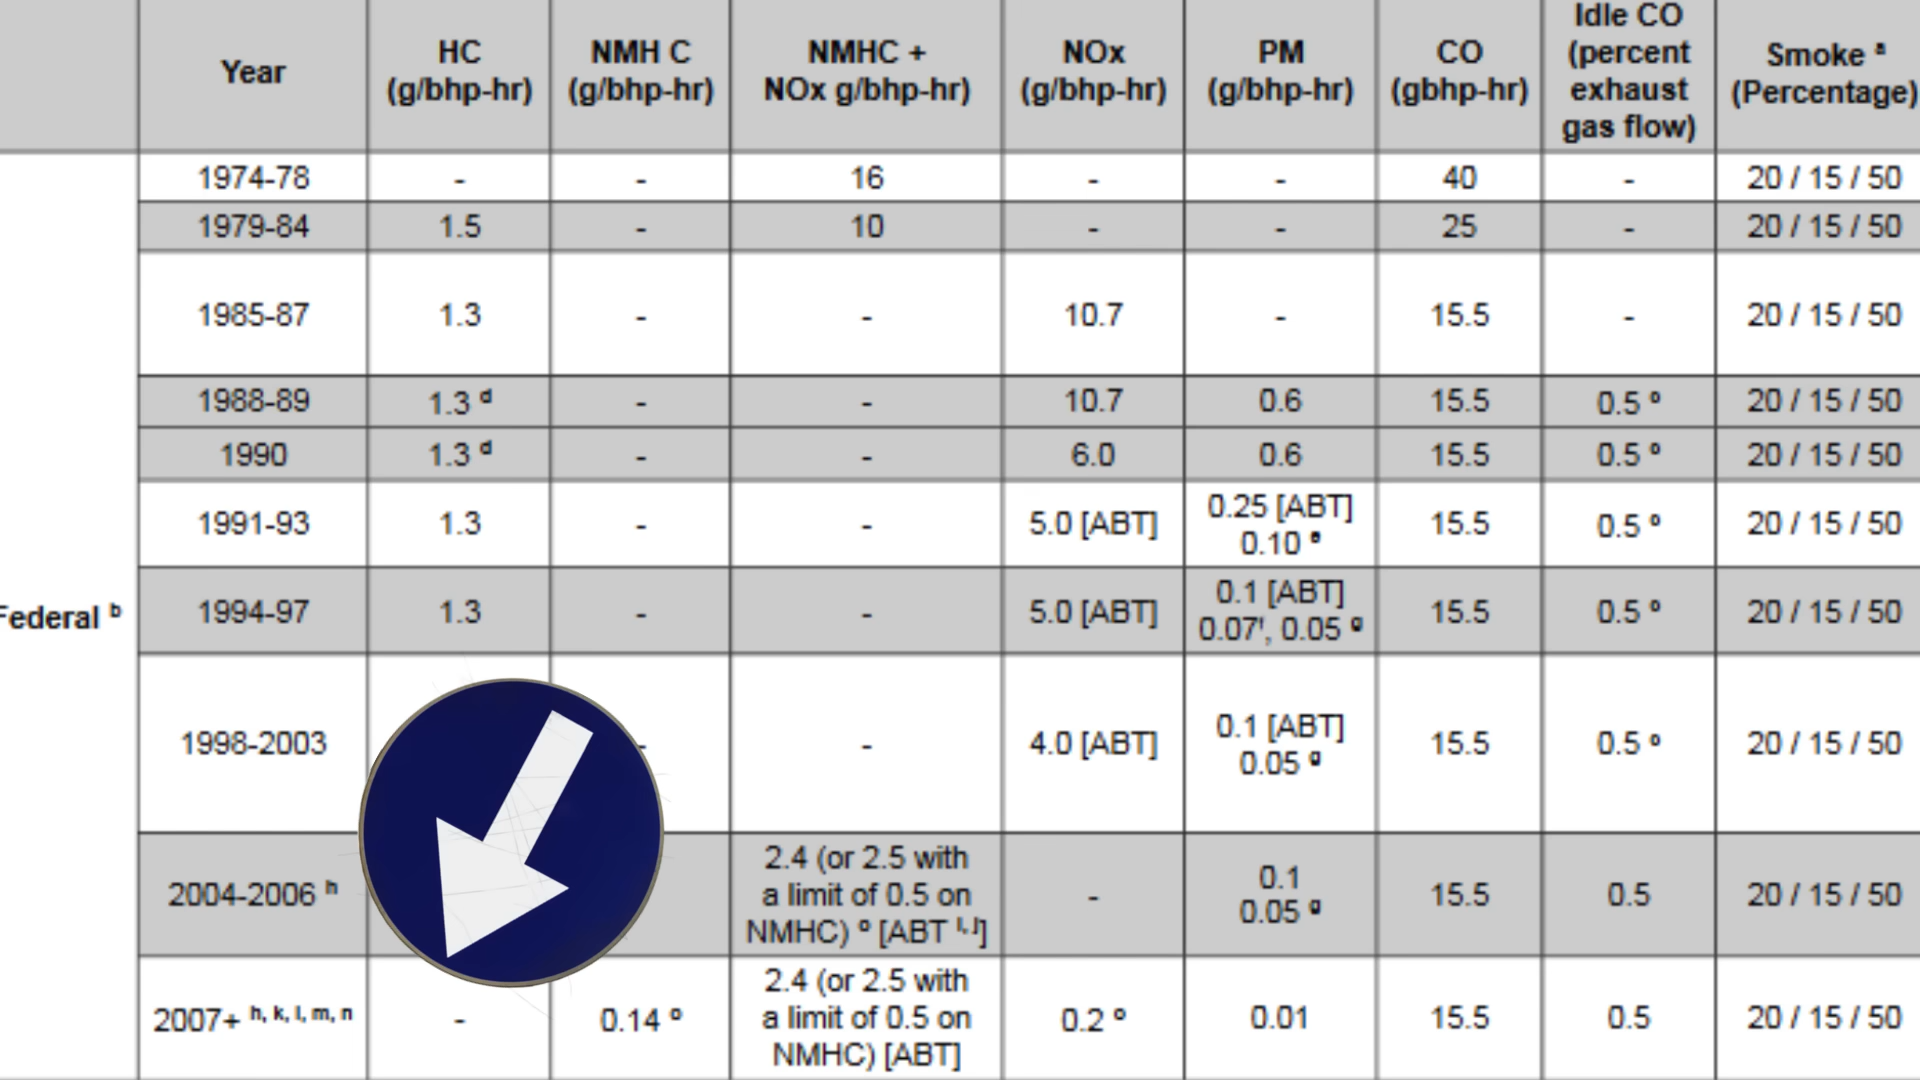 Year HC (g/bhp-hr) NMH C (g/bhp-hr) NMHC + NOx g/bhp-hr) NOx (g/bhp-hr) PM (g/bhp-hr) CO (gbhp-hr) Idle CO (percent exhaust gas flow) Smoke ª (Percentage)
Federal ᵇ
1974-78 - - 16 - - 40 - 20 / 15 / 50
1979-84 1.5 - 10 - - 25 - 20 / 15 / 50
1985-87 1.3 - - 10.7 - 15.5 - 20 / 15 / 50
1988-89 1.3 ᵈ - - 10.7 0.6 15.5 0.5 º 20 / 15 / 50
1990 1.3 ᵈ - - 6.0 0.6 15.5 0.5 º 20 / 15 / 50
1991-93 1.3 - - 5.0 [ABT] 0.25 [ABT] 0.10 ᵉ 15.5 0.5 º 20 / 15 / 50
1994-97 1.3 - - 5.0 [ABT] 0.1 [ABT] 0.07ᶠ, 0.05 ᵍ 15.5 0.5 º 20 / 15 / 50
1998-2003 - - 4.0 [ABT] 0.1 [ABT] 0.05 ᵍ 15.5 0.5 º 20 / 15 / 50
2004-2006 ʰ 2.4 (or 2.5 with a limit of 0.5 on NMHC) º [ABT ⁱ˒ ʲ] - 0.1 0.05 ᵍ 15.5 0.5 20 / 15 / 50
2007+ ʰ˒ ᵏ˒ ˡ˒ ᵐ˒ ⁿ - 0.14 º 2.4 (or 2.5 with a limit of 0.5 on NMHC) [ABT] 0.2 º 0.01 15.5 0.5 20 / 15 / 50